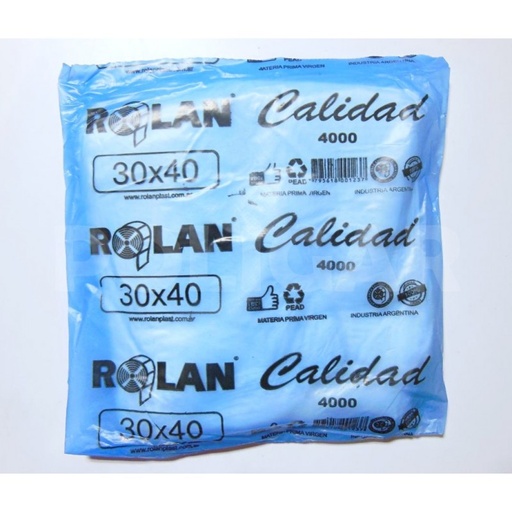 ROLAN® Calidad
4000
30x40
www.rolanplast.com.ar
PEAD
MATERIA PRIMA VIRGEN
INDUSTRIA ARGENTINA
ROLAN® Calidad
4000
30x40
www.rolanplast.com.ar
PEAD
MATERIA PRIMA VIRGEN
INDUSTRIA ARGENTINA
ROLAN® Calidad
4000
30x40